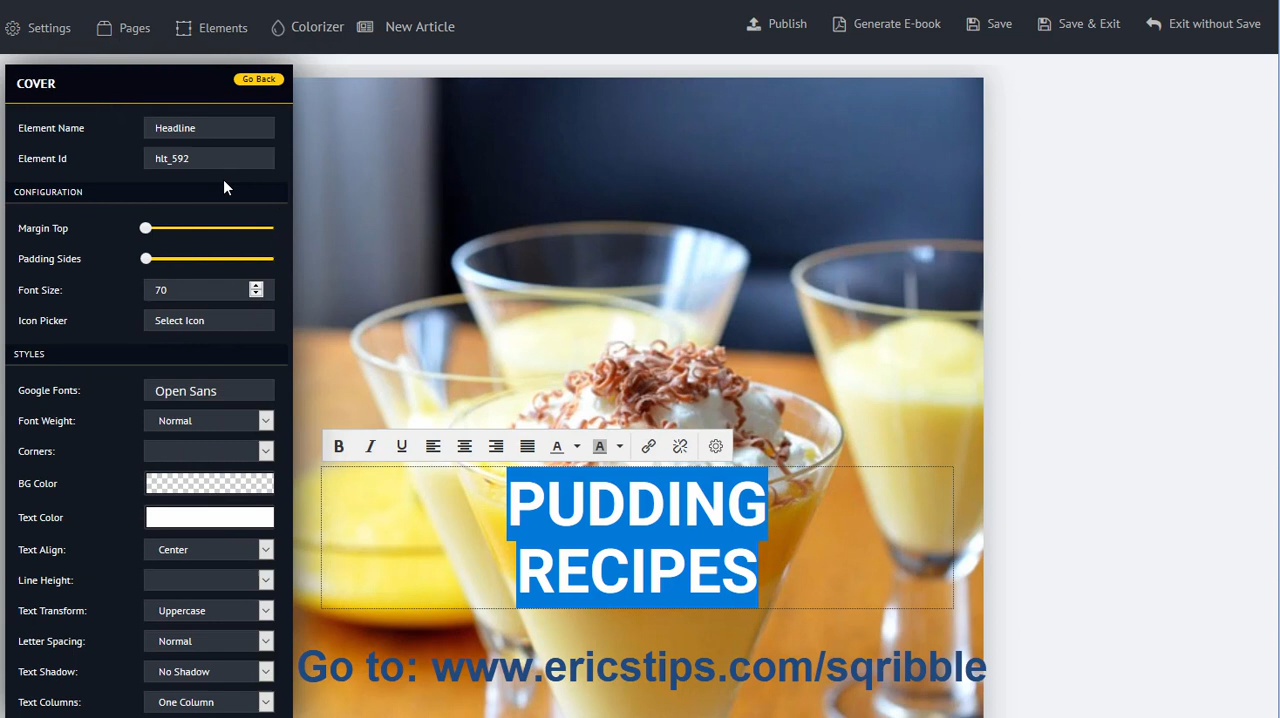 Settings Pages Elements Colorizer New Article Publish Generate E-book Save Save & Exit Exit without Save
COVER Go Back
Element Name Headline
Element Id hlt_592
CONFIGURATION
Margin Top
Padding Sides
Font Size: 70
Icon Picker Select Icon
STYLES
Google Fonts: Open Sans
Font Weight: Normal
Corners:
BG Color
Text Color
Text Align: Center
Line Height:
Text Transform: Uppercase
Letter Spacing: Normal
Text Shadow: No Shadow
Text Columns: One Column
B I U A A
PUDDING
RECIPES
Go to: www.ericstips.com/sqribble